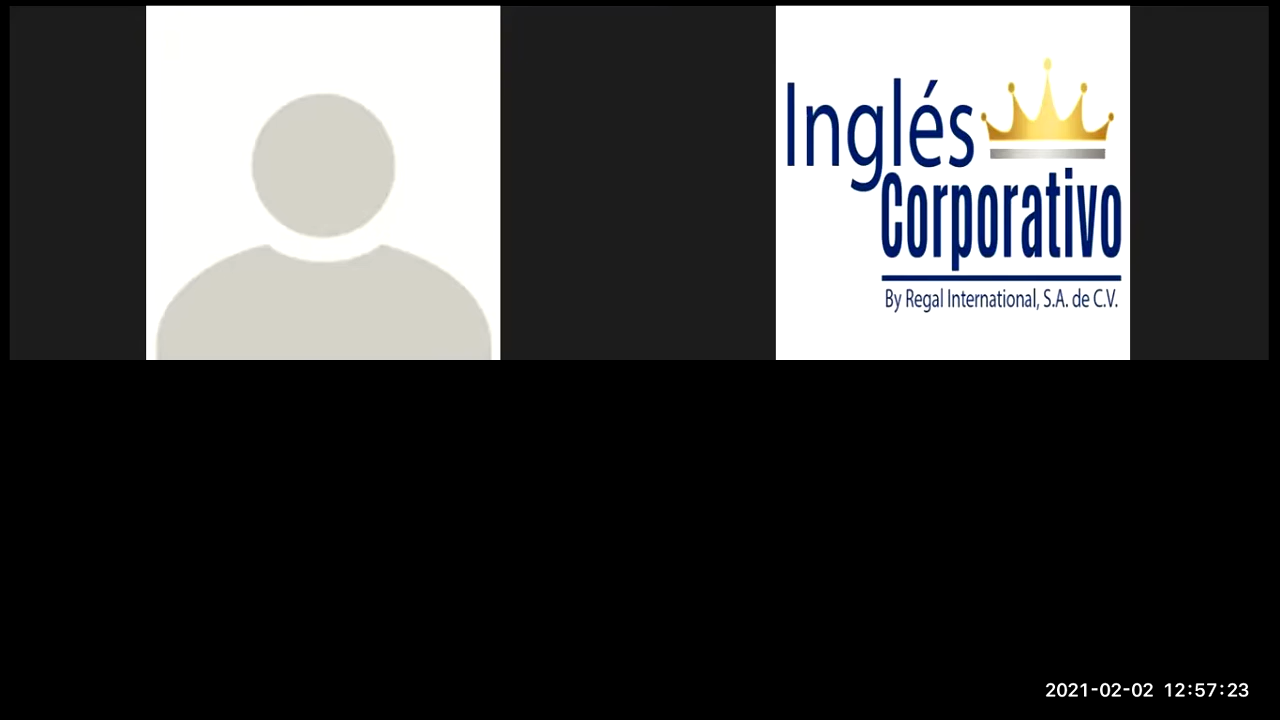 Inglés
Corporativo
By Regal International, S.A. de C.V.
2021-02-02 12:57:23